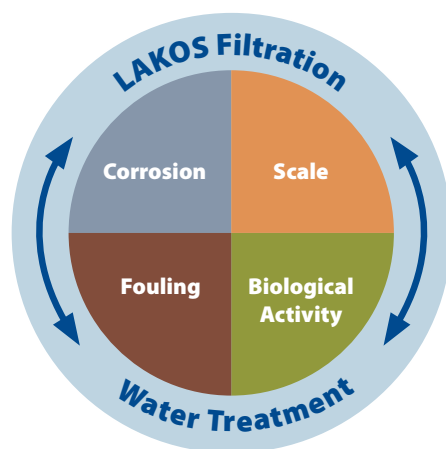 LAKOS Filtration
Corrosion
Scale
Fouling
Biological
Activity
Water Treatment